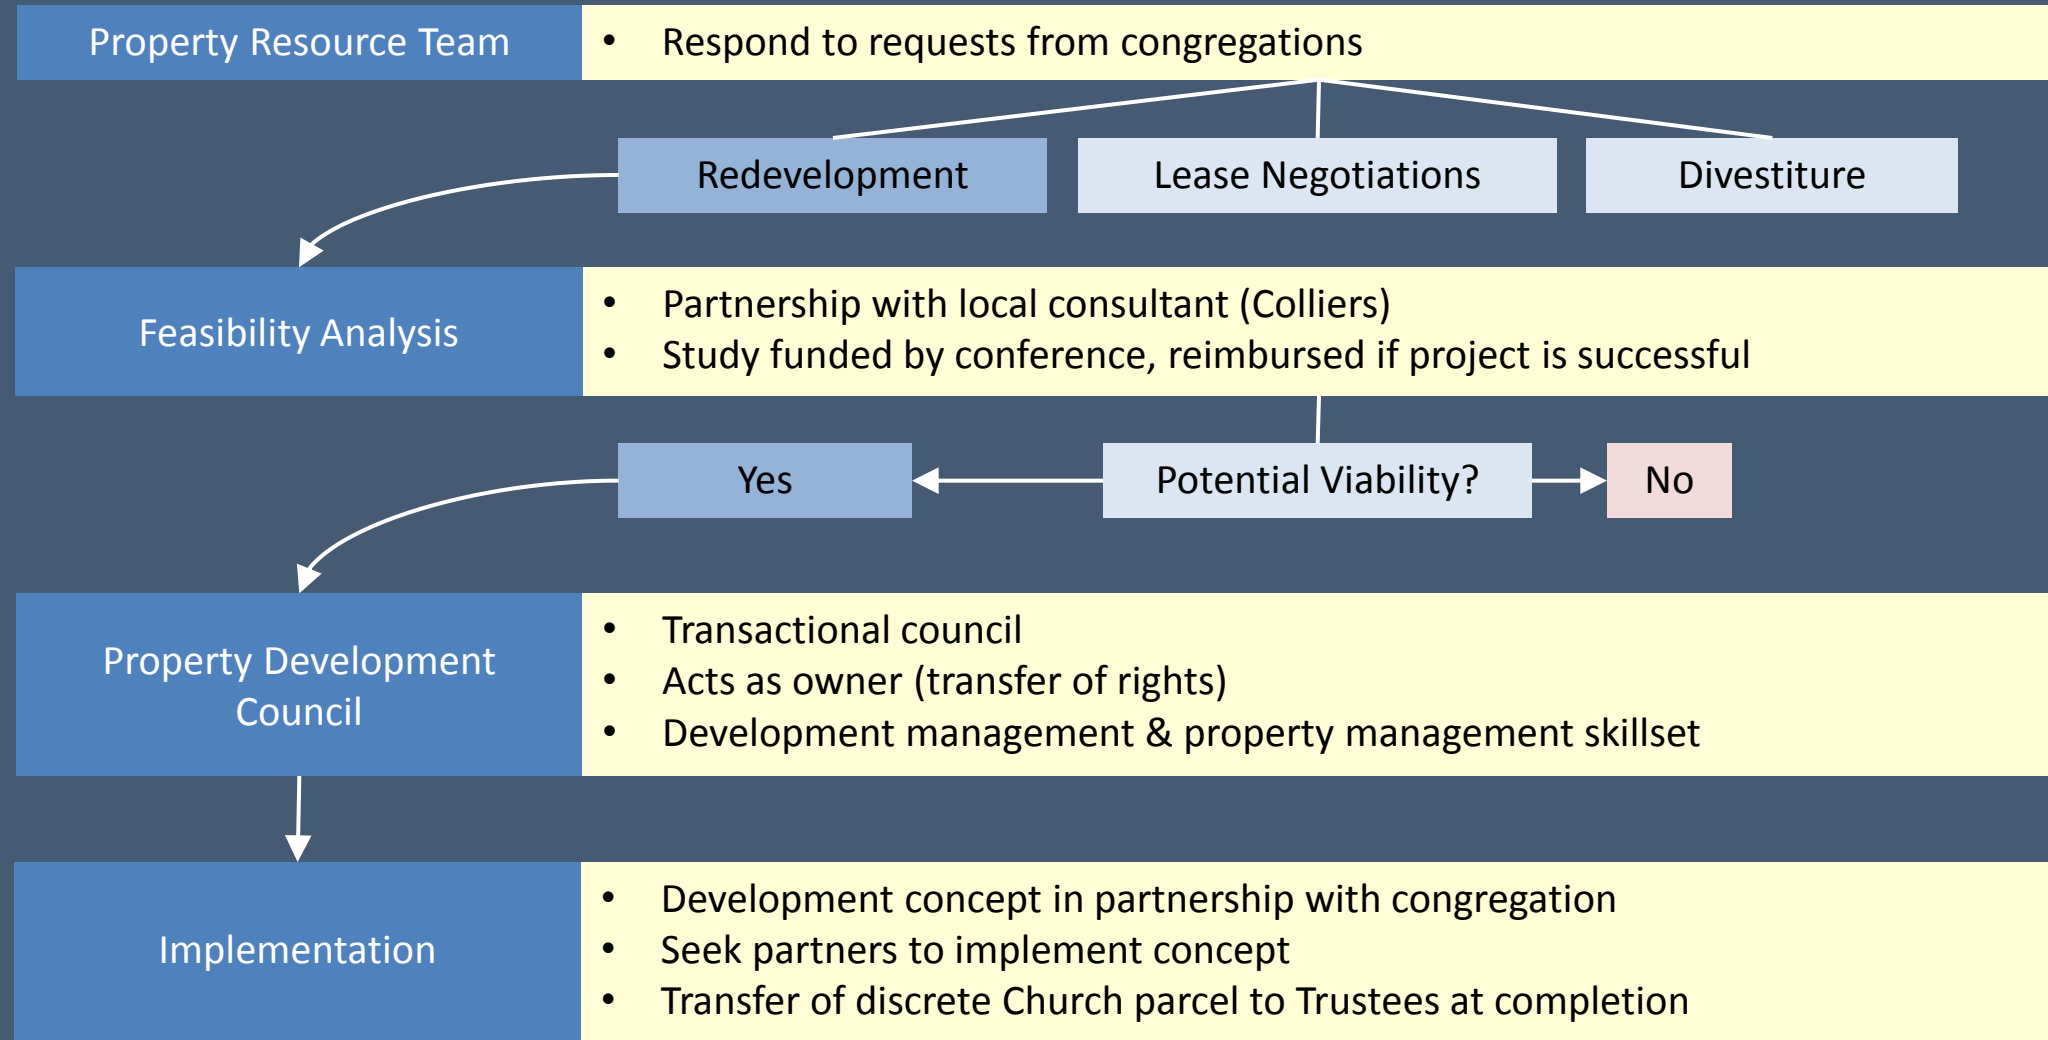 Property Resource Team
• Respond to requests from congregations
Redevelopment
Lease Negotiations
Divestiture
Feasibility Analysis
• Partnership with local consultant (Colliers)
• Study funded by conference, reimbursed if project is successful
Yes
Potential Viability?
No
Property Development
Council
• Transactional council
• Acts as owner (transfer of rights)
• Development management & property management skillset
Implementation
• Development concept in partnership with congregation
• Seek partners to implement concept
• Transfer of discrete Church parcel to Trustees at completion